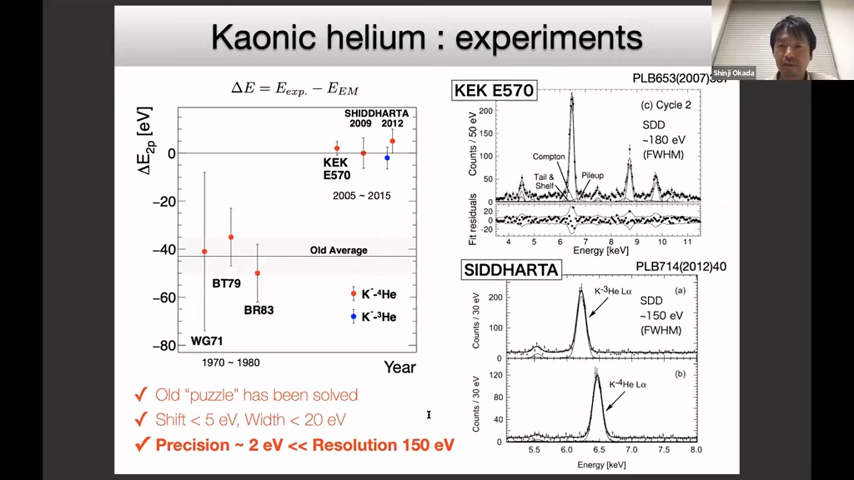 Kaonic helium : experiments
Shinji Okada
ΔE = E_exp. − E_EM
ΔE2p [eV]
0
−20
−40
−60
−80
SHIDDHARTA
2009 2012
KEK
E570
2005 ~ 2015
Old Average
BT79
BR83
WG71
K⁻-⁴He
K⁻-³He
1970 ~ 1980
Year
✓ Old "puzzle" has been solved
✓ Shift < 5 eV, Width < 20 eV
✓ Precision ~ 2 eV << Resolution 150 eV
KEK E570
PLB653(2007)387
Counts / 50 eV
200
150
100
50
0
(c) Cycle 2
SDD
~180 eV
(FWHM)
Compton
Tail &
Shelf
Pileup
Fit residuals
20
0
-20
4 5 6 7 8 9 10 11
Energy [keV]
SIDDHARTA
PLB714(2012)40
Counts / 30 eV
200
100
0
K⁻³He Lα
(a)
SDD
~150 eV
(FWHM)
Counts / 30 eV
120
80
40
0
K⁻⁴He Lα
(b)
5.0 5.5 6.0 6.5 7.0 7.5 8.0
Energy [keV]